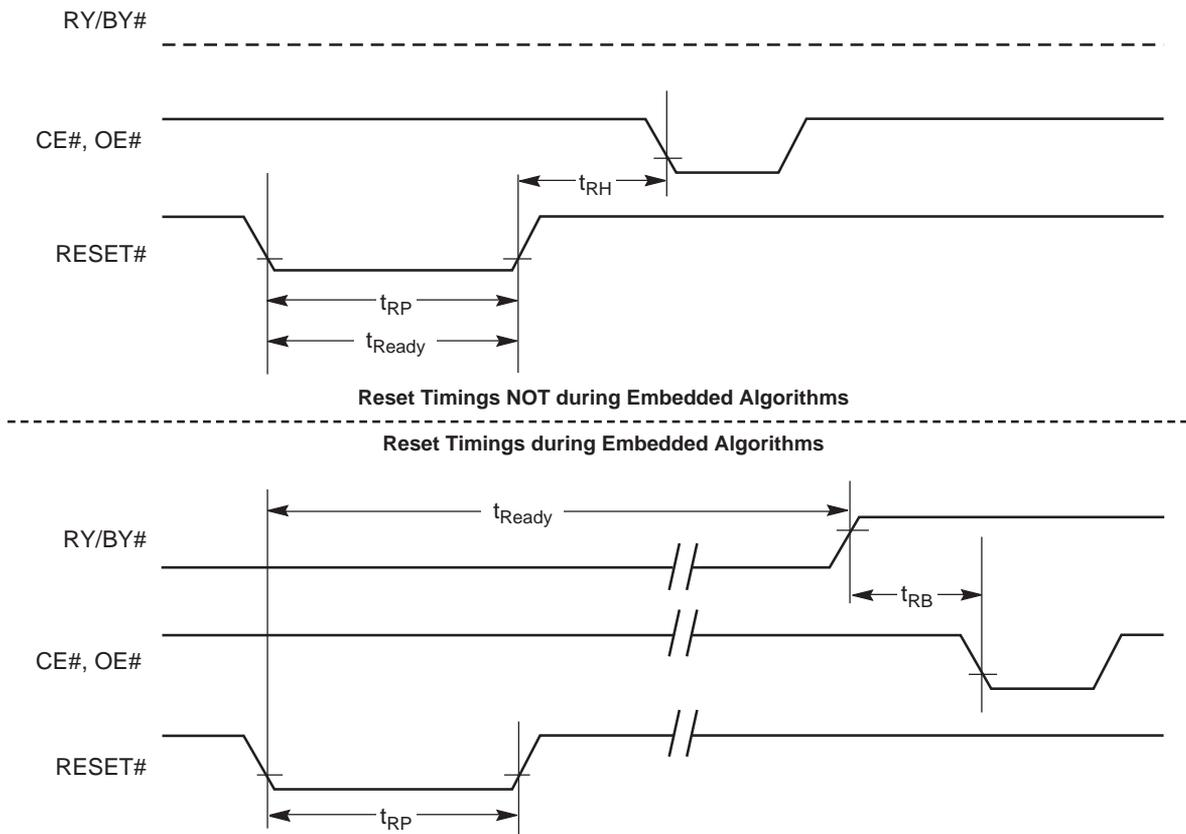 RY/BY#
CE#, OE#
tRH
RESET#
tRP
tReady
Reset Timings NOT during Embedded Algorithms
Reset Timings during Embedded Algorithms
tReady
RY/BY#
tRB
CE#, OE#
RESET#
tRP